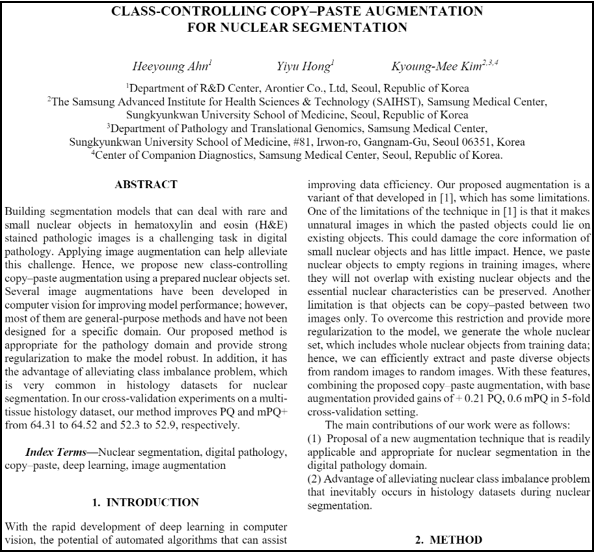 CLASS-CONTROLLING COPY–PASTE AUGMENTATION
FOR NUCLEAR SEGMENTATION
Heeyoung Ahn1 Yiyu Hong1 Kyoung-Mee Kim2,3,4
1Department of R&D Center, Arontier Co., Ltd, Seoul, Republic of Korea
2The Samsung Advanced Institute for Health Sciences & Technology (SAIHST), Samsung Medical Center,
Sungkyunkwan University School of Medicine, Seoul, Republic of Korea
3Department of Pathology and Translational Genomics, Samsung Medical Center,
Sungkyunkwan University School of Medicine, #81, Irwon-ro, Gangnam-Gu, Seoul 06351, Korea
4Center of Companion Diagnostics, Samsung Medical Center, Seoul, Republic of Korea.
ABSTRACT
Building segmentation models that can deal with rare and
small nuclear objects in hematoxylin and eosin (H&E)
stained pathologic images is a challenging task in digital
pathology. Applying image augmentation can help alleviate
this challenge. Hence, we propose new class-controlling
copy–paste augmentation using a prepared nuclear objects set.
Several image augmentations have been developed in
computer vision for improving model performance; however,
most of them are general-purpose methods and have not been
designed for a specific domain. Our proposed method is
appropriate for the pathology domain and provide strong
regularization to make the model robust. In addition, it has
the advantage of alleviating class imbalance problem, which
is very common in histology datasets for nuclear
segmentation. In our cross-validation experiments on a multi-
tissue histology dataset, our method improves PQ and mPQ+
from 64.31 to 64.52 and 52.3 to 52.9, respectively.
Index Terms—Nuclear segmentation, digital pathology,
copy–paste, deep learning, image augmentation
1. INTRODUCTION
With the rapid development of deep learning in computer
vision, the potential of automated algorithms that can assist
improving data efficiency. Our proposed augmentation is a
variant of that developed in [1], which has some limitations.
One of the limitations of the technique in [1] is that it makes
unnatural images in which the pasted objects could lie on
existing objects. This could damage the core information of
small nuclear objects and has little impact. Hence, we paste
nuclear objects to empty regions in training images, where
they will not overlap with existing nuclear objects and the
essential nuclear characteristics can be preserved. Another
limitation is that objects can be copy–pasted between two
images only. To overcome this restriction and provide more
regularization to the model, we generate the whole nuclear
set, which includes whole nuclear objects from training data;
hence, we can efficiently extract and paste diverse objects
from random images to random images. With these features,
combining the proposed copy–paste augmentation, with base
augmentation provided gains of + 0.21 PQ, 0.6 mPQ in 5-fold
cross-validation setting.
The main contributions of our work were as follows:
(1) Proposal of a new augmentation technique that is readily
applicable and appropriate for nuclear segmentation in the
digital pathology domain.
(2) Advantage of alleviating nuclear class imbalance problem
that inevitably occurs in histology datasets during nuclear
segmentation.
2. METHOD